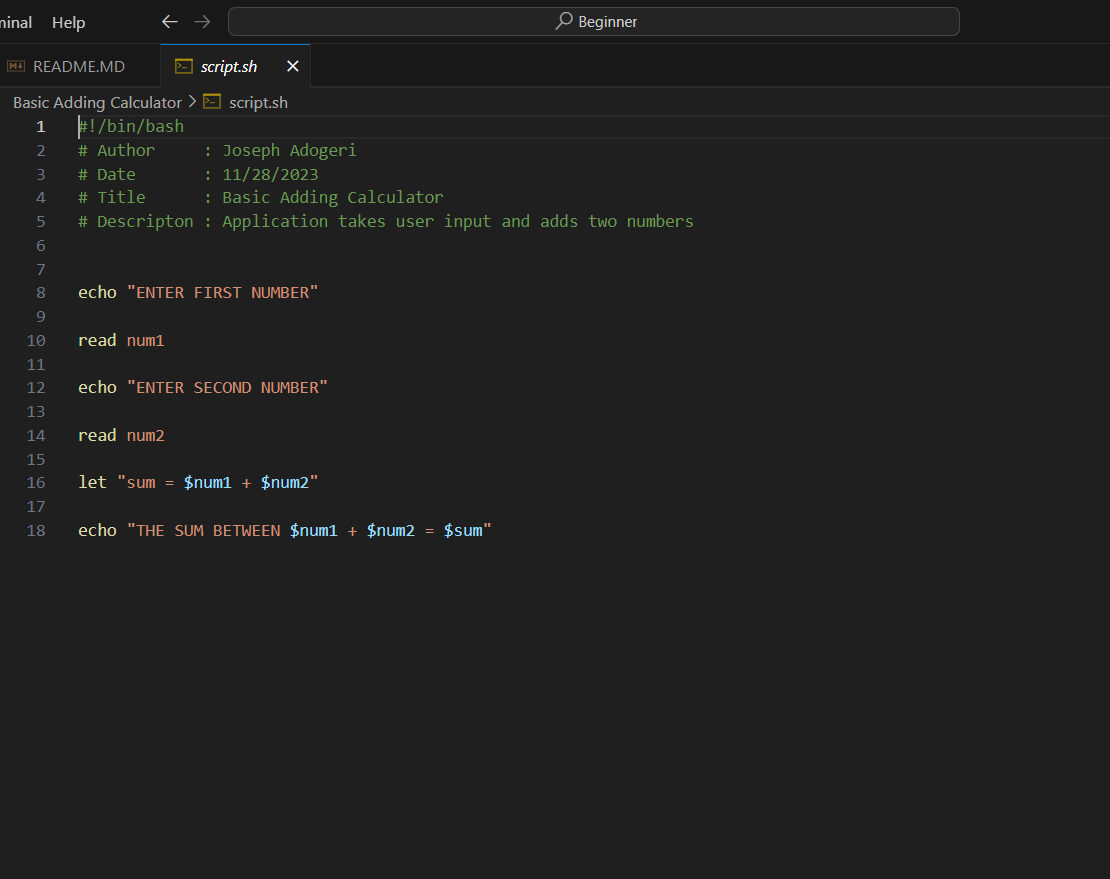 minal Help Beginner
README.MD script.sh
Basic Adding Calculator > script.sh
1 #!/bin/bash
2 # Author     : Joseph Adogeri
3 # Date       : 11/28/2023
4 # Title      : Basic Adding Calculator
5 # Descripton : Application takes user input and adds two numbers
6
7
8 echo "ENTER FIRST NUMBER"
9
10 read num1
11
12 echo "ENTER SECOND NUMBER"
13
14 read num2
15
16 let "sum = $num1 + $num2"
17
18 echo "THE SUM BETWEEN $num1 + $num2 = $sum"